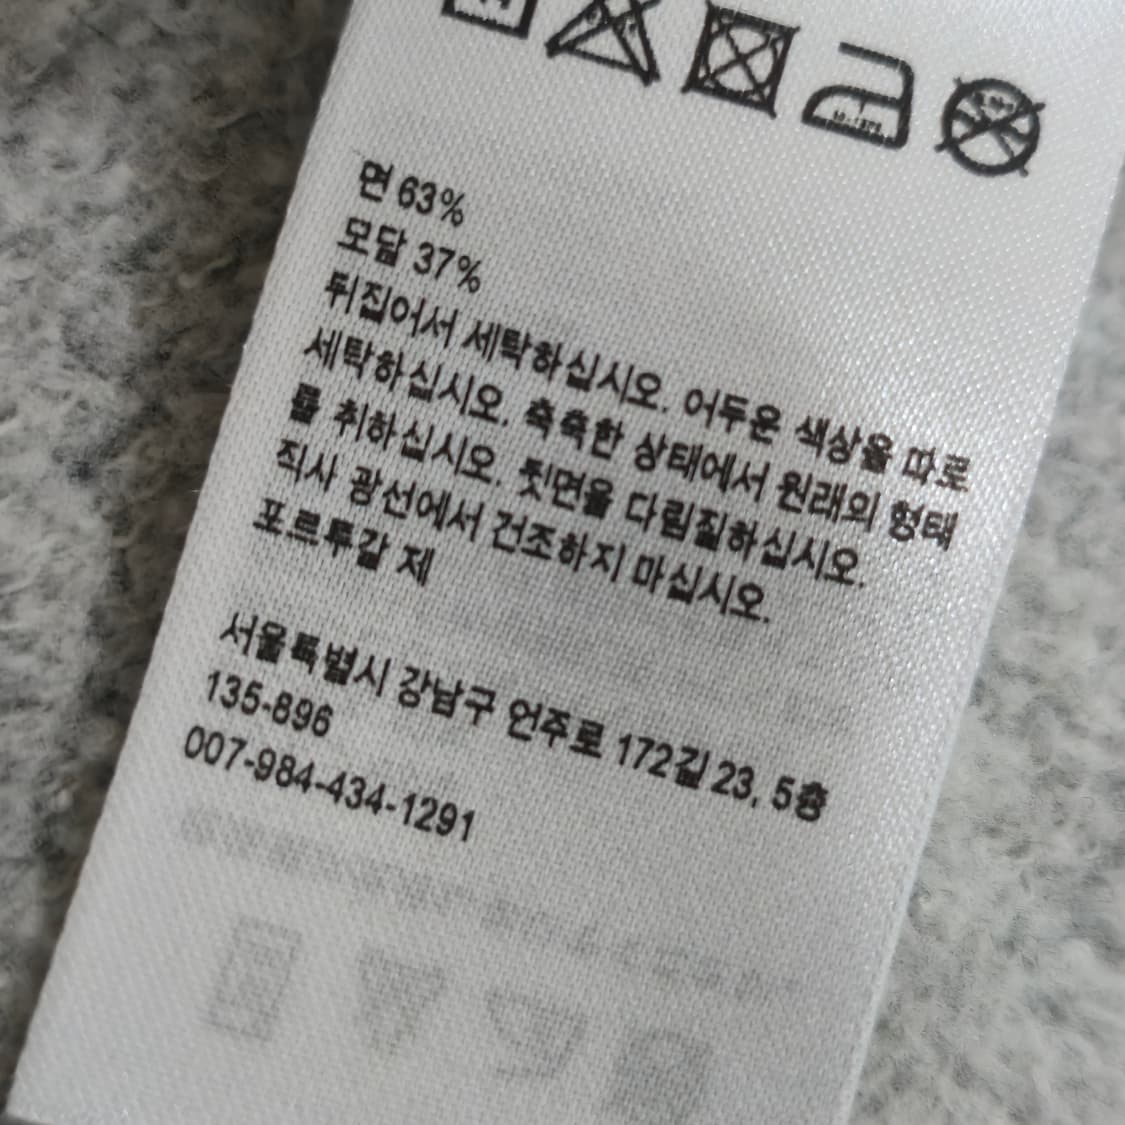 면 63%
모달 37%
뒤집어서 세탁하십시오. 어두운 색상을 따로
세탁하십시오. 축축한 상태에서 원래의 형태
를 취하십시오. 뒷면을 다림질하십시오.
직사 광선에서 건조하지 마십시오.
포르투갈 제
서울특별시 강남구 언주로 172길 23, 5층
135-896
007-984-434-1291